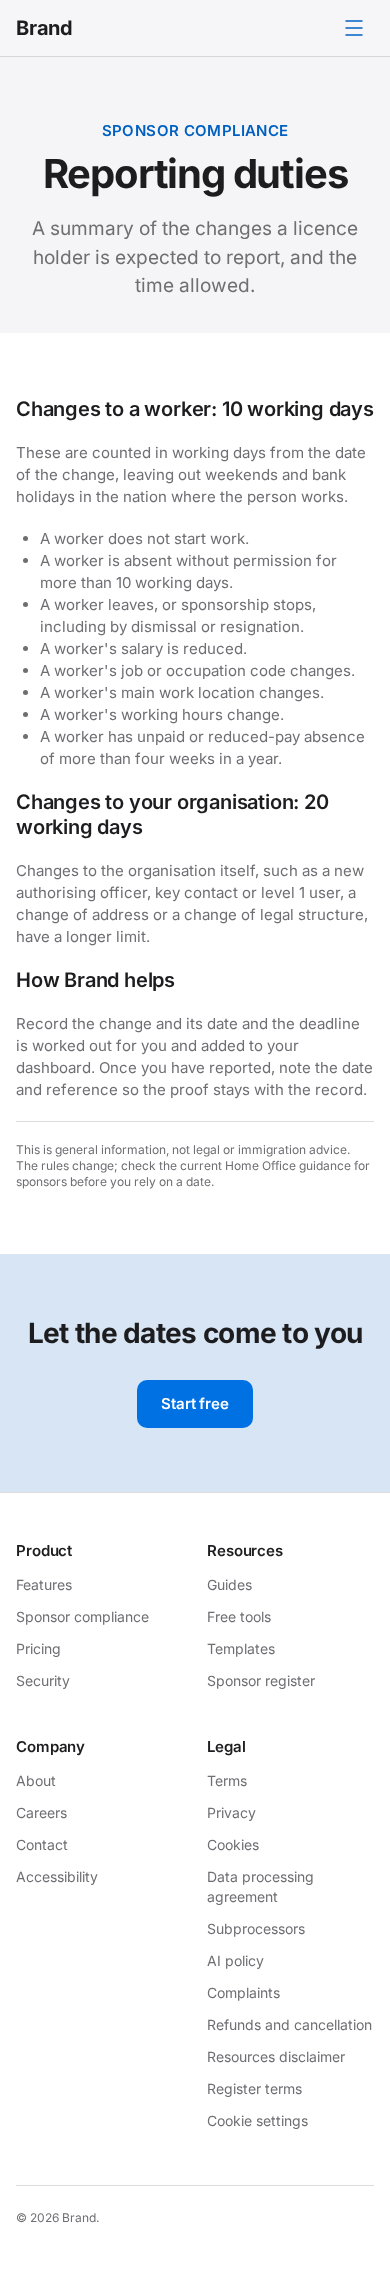 Brand
SPONSOR COMPLIANCE
Reporting duties
A summary of the changes a licence
holder is expected to report, and the
time allowed.
Changes to a worker: 10 working days
These are counted in working days from the date
of the change, leaving out weekends and bank
holidays in the nation where the person works.
• A worker does not start work.
• A worker is absent without permission for
more than 10 working days.
• A worker leaves, or sponsorship stops,
including by dismissal or resignation.
• A worker's salary is reduced.
• A worker's job or occupation code changes.
• A worker's main work location changes.
• A worker's working hours change.
• A worker has unpaid or reduced-pay absence
of more than four weeks in a year.
Changes to your organisation: 20
working days
Changes to the organisation itself, such as a new
authorising officer, key contact or level 1 user, a
change of address or a change of legal structure,
have a longer limit.
How Brand helps
Record the change and its date and the deadline
is worked out for you and added to your
dashboard. Once you have reported, note the date
and reference so the proof stays with the record.
This is general information, not legal or immigration advice.
The rules change; check the current Home Office guidance for
sponsors before you rely on a date.
Let the dates come to you
Start free
Product
Features
Sponsor compliance
Pricing
Security
Resources
Guides
Free tools
Templates
Sponsor register
Company
About
Careers
Contact
Accessibility
Legal
Terms
Privacy
Cookies
Data processing
agreement
Subprocessors
AI policy
Complaints
Refunds and cancellation
Resources disclaimer
Register terms
Cookie settings
© 2026 Brand.